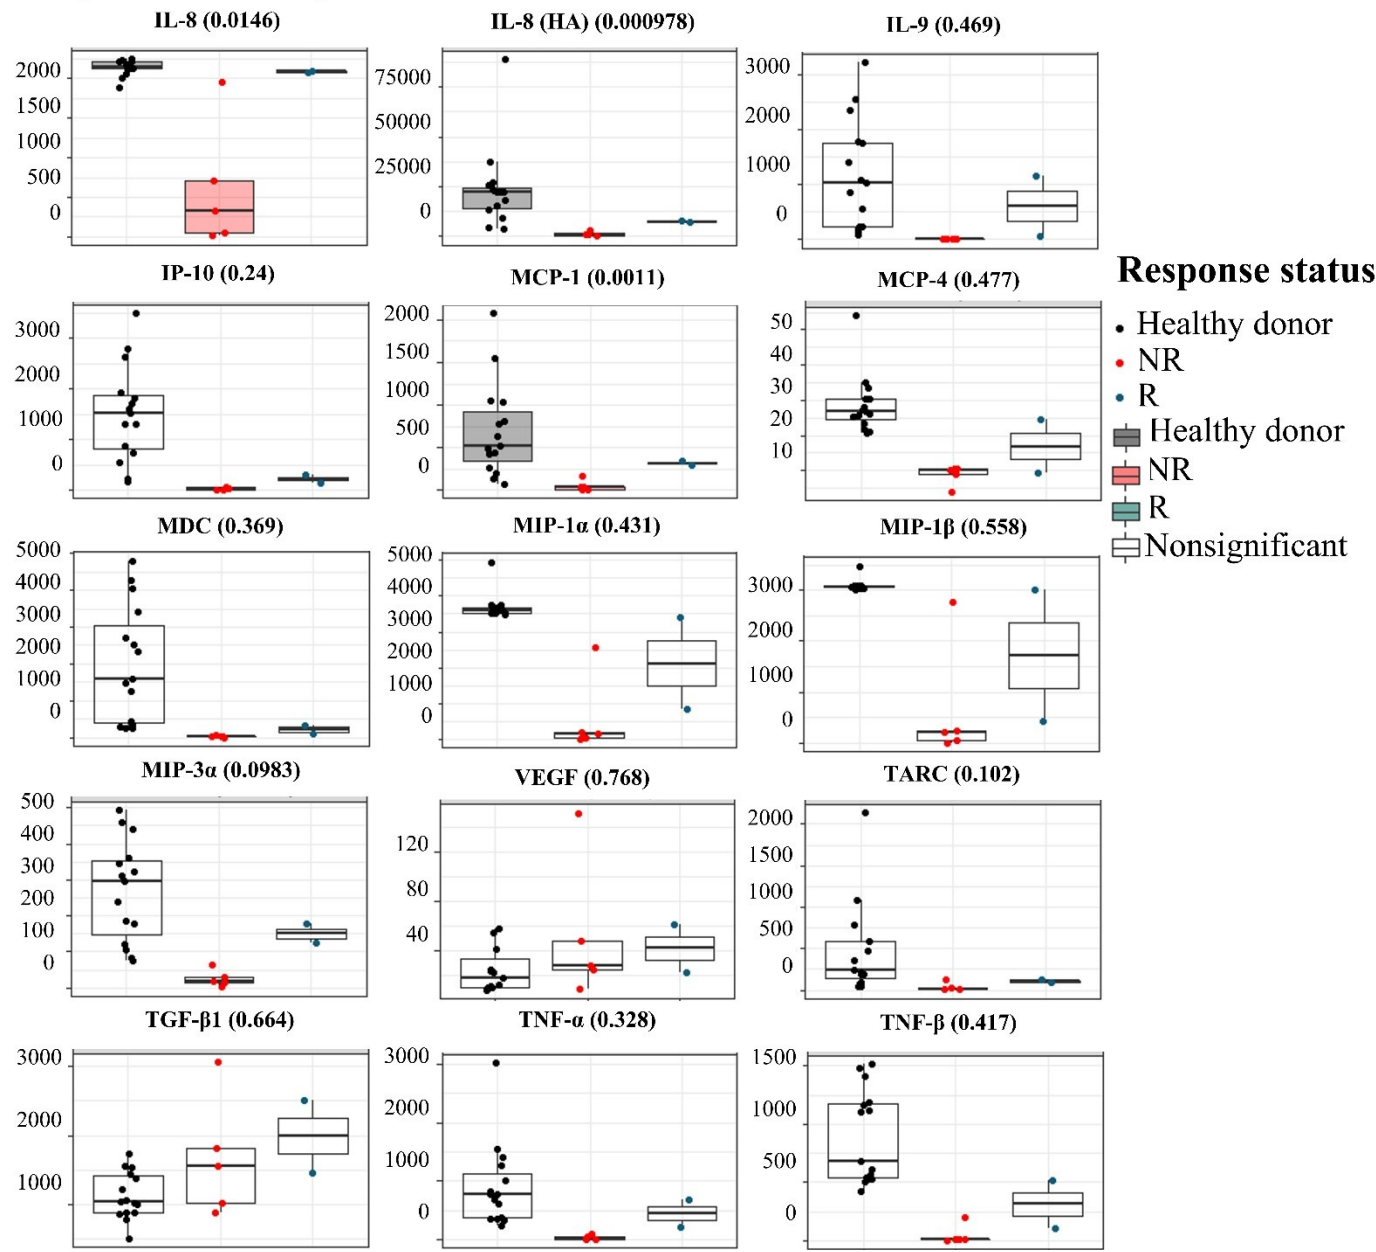 IL-8 (0.0146)
2000
1500
1000
500
0
IL-8 (HA) (0.000978)
75000
50000
25000
0
IL-9 (0.469)
3000
2000
1000
0
IP-10 (0.24)
3000
2000
1000
0
MCP-1 (0.0011)
2000
1500
1000
500
0
MCP-4 (0.477)
50
40
30
20
10
Response status
Healthy donor
NR
R
Healthy donor
NR
R
Nonsignificant
MDC (0.369)
5000
4000
3000
2000
1000
0
MIP-1α (0.431)
5000
4000
3000
2000
1000
0
MIP-1β (0.558)
3000
2000
1000
0
MIP-3α (0.0983)
500
400
300
200
100
0
VEGF (0.768)
120
80
40
TARC (0.102)
2000
1500
1000
500
0
TGF-β1 (0.664)
3000
2000
1000
TNF-α (0.328)
3000
2000
1000
0
TNF-β (0.417)
1500
1000
500
0